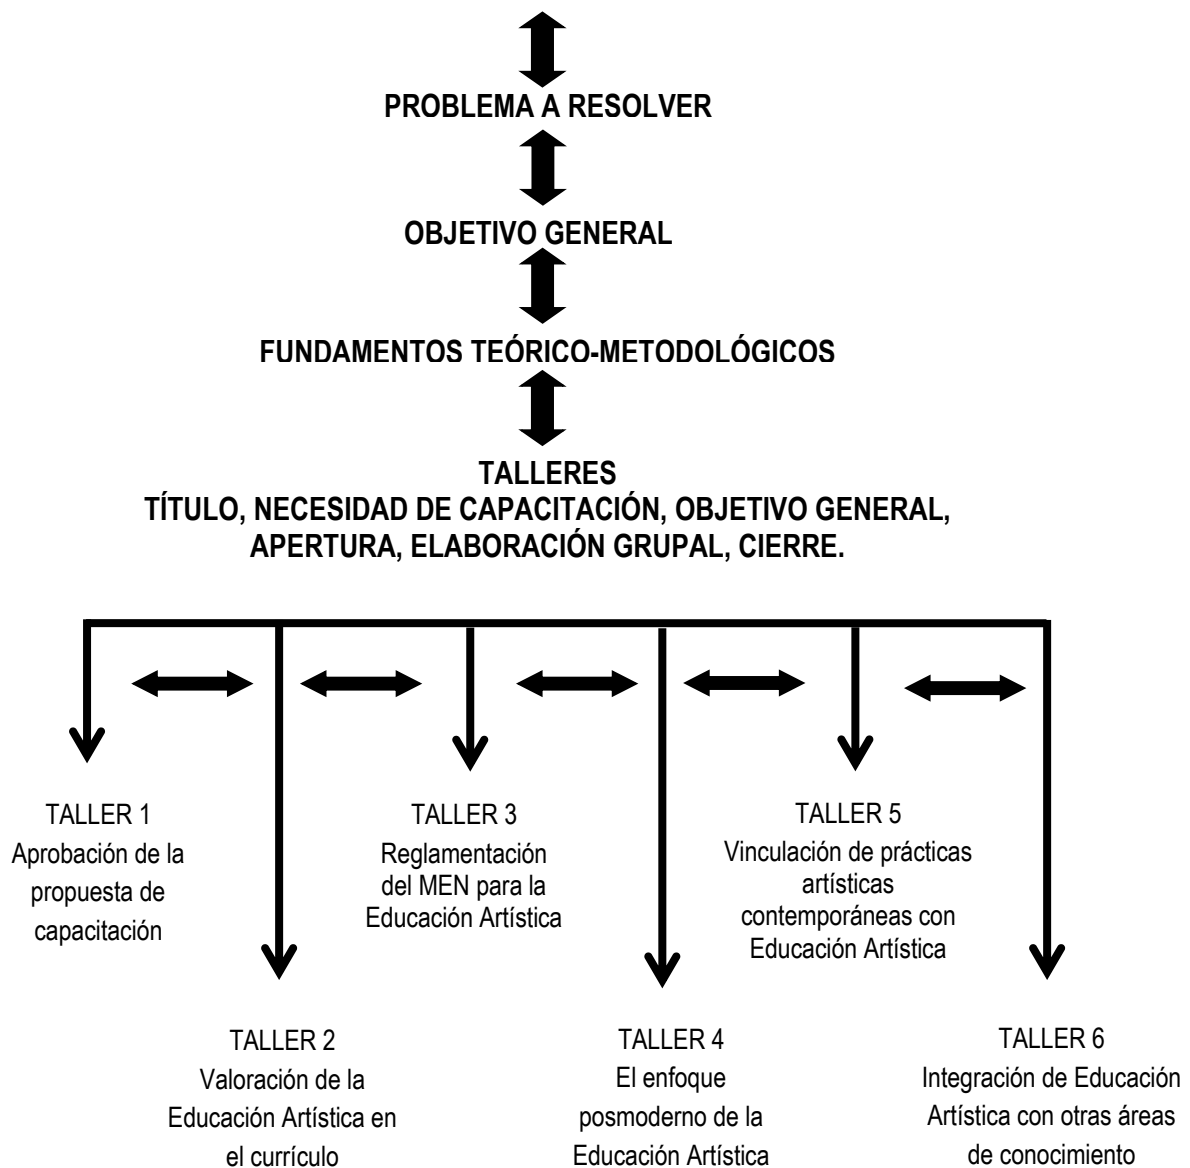 PROBLEMA A RESOLVER
OBJETIVO GENERAL
FUNDAMENTOS TEÓRICO-METODOLÓGICOS
TALLERES
TÍTULO, NECESIDAD DE CAPACITACIÓN, OBJETIVO GENERAL,
APERTURA, ELABORACIÓN GRUPAL, CIERRE.
TALLER 1
Aprobación de la
propuesta de
capacitación
TALLER 3
Reglamentación
del MEN para la
Educación Artística
TALLER 5
Vinculación de prácticas
artísticas
contemporáneas con
Educación Artística
TALLER 2
Valoración de la
Educación Artística en
el currículo
TALLER 4
El enfoque
posmoderno de la
Educación Artística
TALLER 6
Integración de Educación
Artística con otras áreas
de conocimiento